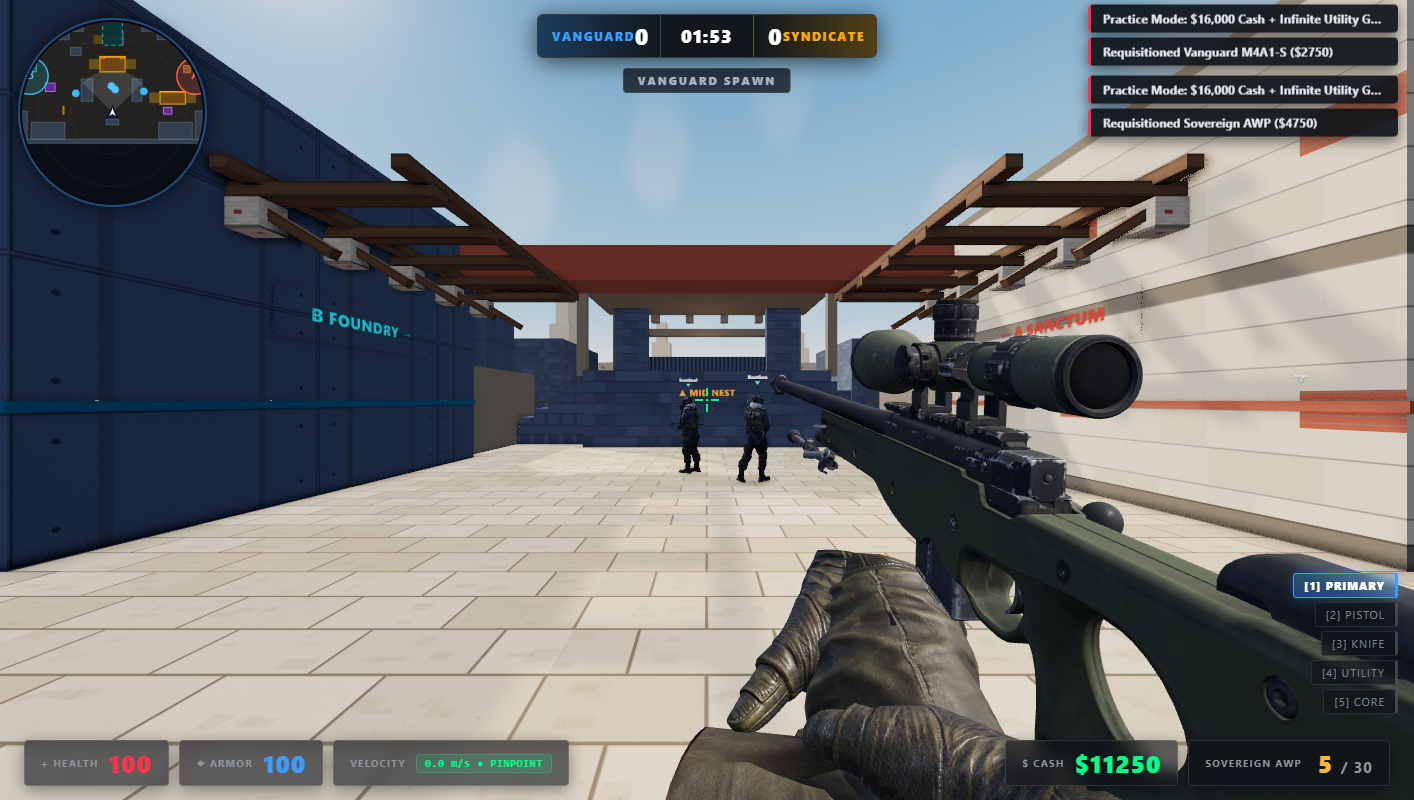 VANGUARD 0
01:53
0 SYNDICATE
VANGUARD SPAWN
Practice Mode: $16,000 Cash + Infinite Utility G...
Requisitioned Vanguard M4A1-S ($2750)
Practice Mode: $16,000 Cash + Infinite Utility G...
Requisitioned Sovereign AWP ($4750)
B FOUNDRY →
A SANCTUM
Sentinel
Bastion
▲ MID NEST
[1] PRIMARY
[2] PISTOL
[3] KNIFE
[4] UTILITY
[5] CORE
+ HEALTH 100
ARMOR 100
VELOCITY 0.0 m/s • PINPOINT
$ CASH $11250
SOVEREIGN AWP 5 / 30